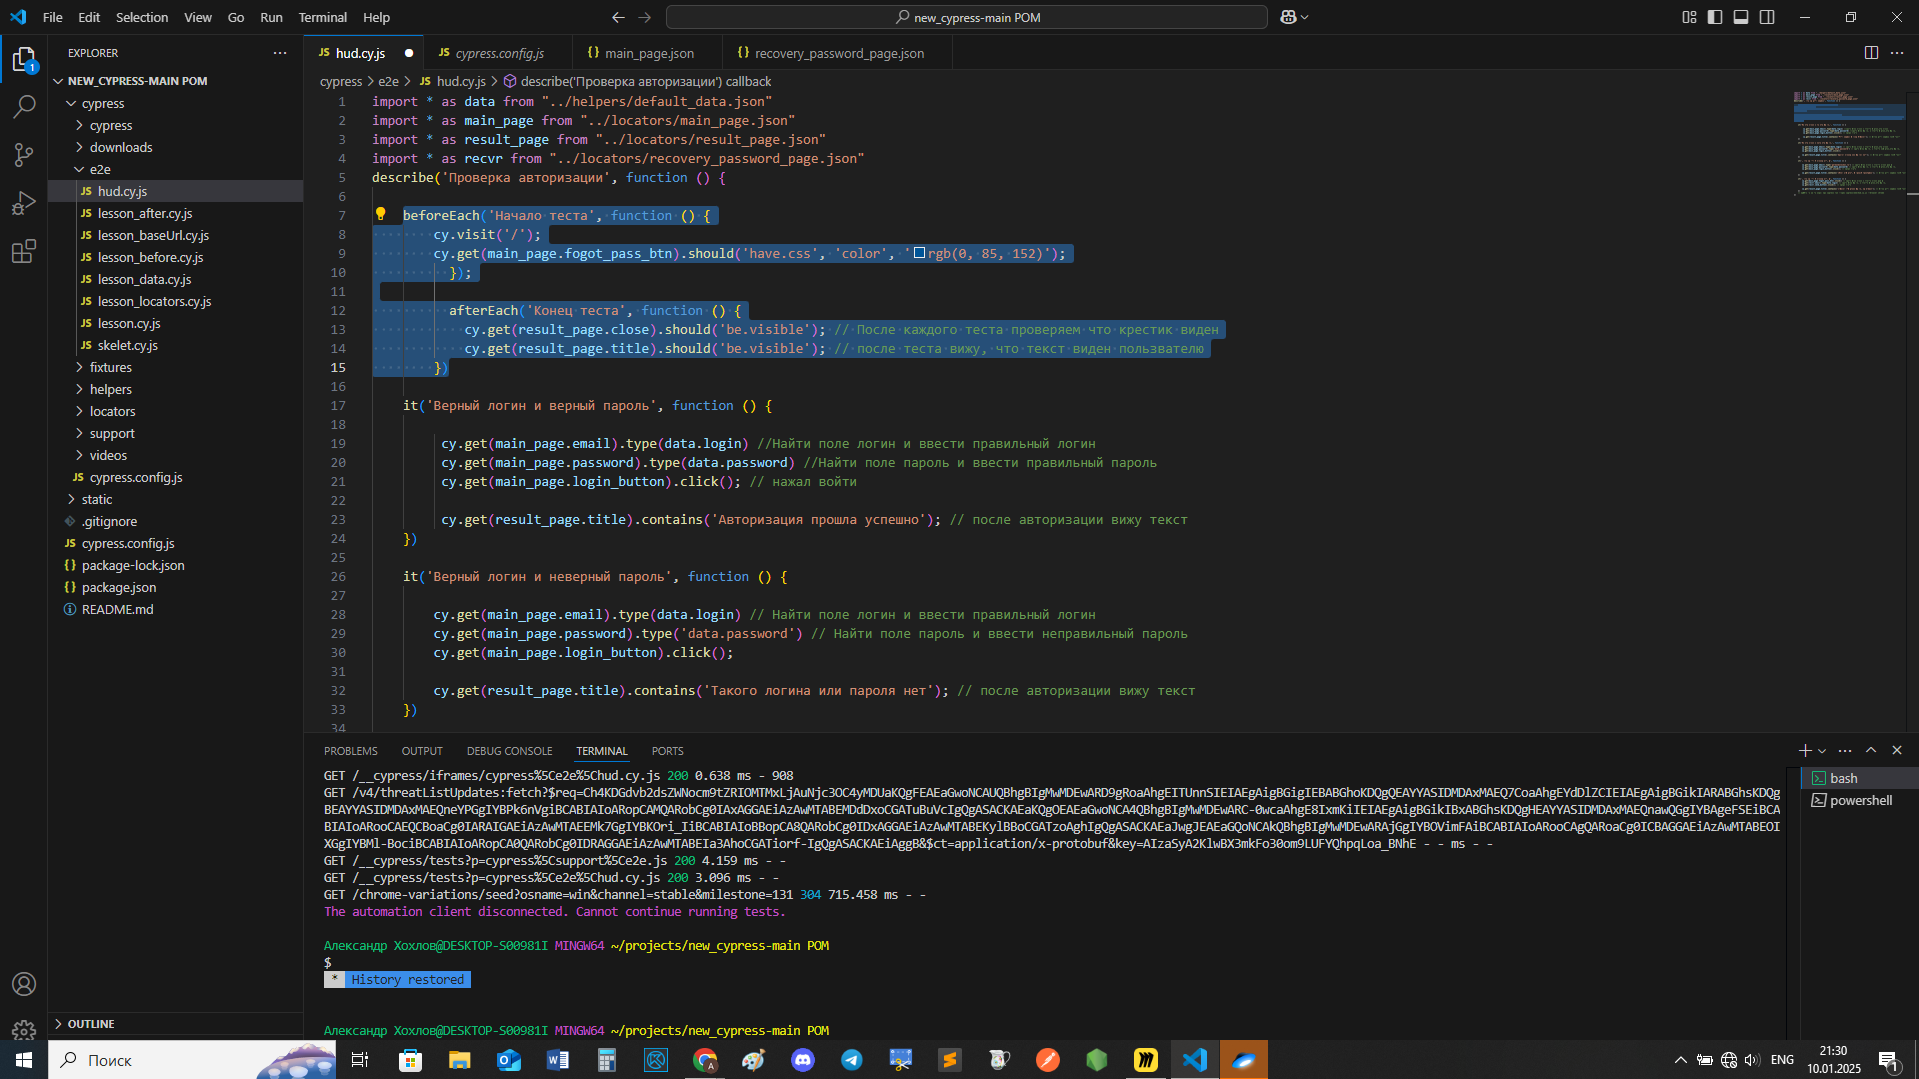 File Edit Selection View Go Run Terminal Help
new_cypress-main POM
EXPLORER
hud.cy.js
cypress.config.js
main_page.json
recovery_password_page.json
NEW_CYPRESS-MAIN POM
cypress
cypress
downloads
e2e
hud.cy.js
lesson_after.cy.js
lesson_baseUrl.cy.js
lesson_before.cy.js
lesson_data.cy.js
lesson_locators.cy.js
lesson.cy.js
skelet.cy.js
fixtures
helpers
locators
support
videos
cypress.config.js
static
.gitignore
cypress.config.js
package-lock.json
package.json
README.md
OUTLINE
cypress > e2e > JS hud.cy.js > describe('Проверка авторизации') callback
1 import * as data from "../helpers/default_data.json"
2 import * as main_page from "../locators/main_page.json"
3 import * as result_page from "../locators/result_page.json"
4 import * as recvr from "../locators/recovery_password_page.json"
5 describe('Проверка авторизации', function () {
6
7 beforeEach('Начало теста', function () {
8 cy.visit('/');
9 cy.get(main_page.fogot_pass_btn).should('have.css', 'color', 'rgb(0, 85, 152)');
10 });
11
12 afterEach('Конец теста', function () {
13 cy.get(result_page.close).should('be.visible'); // После каждого теста проверяем что крестик виден
14 cy.get(result_page.title).should('be.visible'); // после теста вижу, что текст виден пользвателю
15 })
16
17 it('Верный логин и верный пароль', function () {
18
19 cy.get(main_page.email).type(data.login) //Найти поле логин и ввести правильный логин
20 cy.get(main_page.password).type(data.password) //Найти поле пароль и ввести правильный пароль
21 cy.get(main_page.login_button).click(); // нажал войти
22
23 cy.get(result_page.title).contains('Авторизация прошла успешно'); // после авторизации вижу текст
24 })
25
26 it('Верный логин и неверный пароль', function () {
27
28 cy.get(main_page.email).type(data.login) // Найти поле логин и ввести правильный логин
29 cy.get(main_page.password).type('data.password') // Найти поле пароль и ввести неправильный пароль
30 cy.get(main_page.login_button).click();
31
32 cy.get(result_page.title).contains('Такого логина или пароля нет'); // после авторизации вижу текст
33 })
34
PROBLEMS OUTPUT DEBUG CONSOLE TERMINAL PORTS
bash
powershell
GET /__cypress/iframes/cypress%5Ce2e%5Chud.cy.js 200 0.638 ms - 908
GET /__cypress/tests?p=cypress%5Csupport%5Ce2e.js 200 4.159 ms - -
GET /__cypress/tests?p=cypress%5Ce2e%5Chud.cy.js 200 3.096 ms - -
GET /chrome-variations/seed?osname=win&channel=stable&milestone=131 304 715.458 ms - -
The automation client disconnected. Cannot continue running tests.
Александр Хохлов@DESKTOP-S00981I MINGW64 ~/projects/new_cypress-main POM
$
* History restored
Александр Хохлов@DESKTOP-S00981I MINGW64 ~/projects/new_cypress-main POM
Поиск
ENG
21:30
10.01.2025